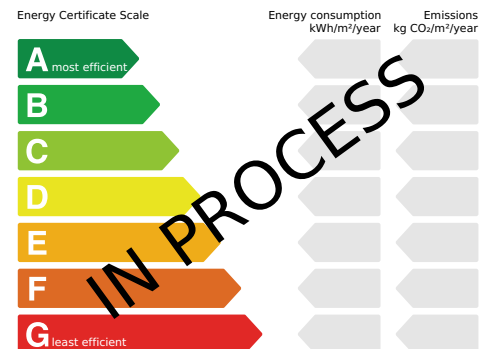 Energy Certificate Scale
Energy consumption
kWh/m²/year
Emissions
kg CO₂/m²/year
A most efficient
B
C
D
E
F
G least efficient
IN PROCESS